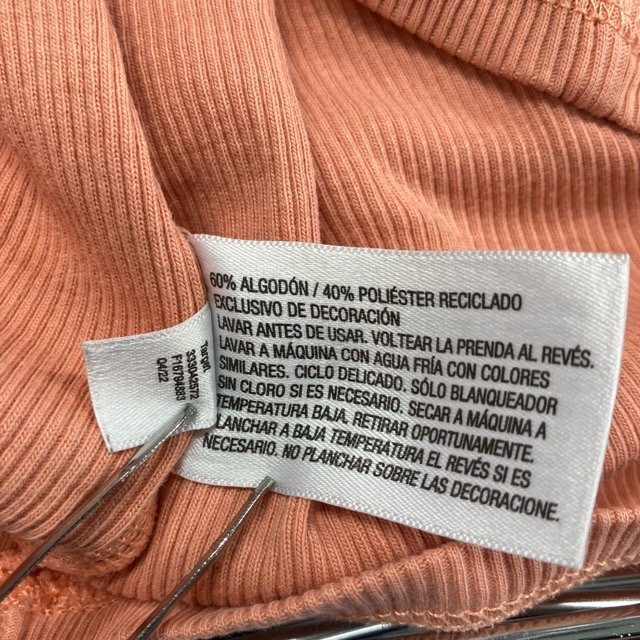 60% ALGODÓN / 40% POLIÉSTER RECICLADO
EXCLUSIVO DE DECORACIÓN
LAVAR ANTES DE USAR. VOLTEAR LA PRENDA AL REVÉS.
LAVAR A MÁQUINA CON AGUA FRÍA CON COLORES
SIMILARES. CICLO DELICADO. SÓLO BLANQUEADOR
SIN CLORO SI ES NECESARIO. SECAR A MÁQUINA A
TEMPERATURA BAJA. RETIRAR OPORTUNAMENTE.
PLANCHAR A BAJA TEMPERATURA EL REVÉS SI ES
NECESARIO. NO PLANCHAR SOBRE LAS DECORACIONE.
Target
04/22